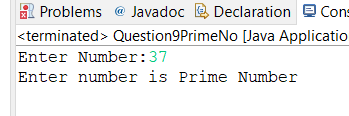 Problems @ Javadoc Declaration Cons
<terminated> Question9PrimeNo [Java Applicatio
Enter Number:37
Enter number is Prime Number